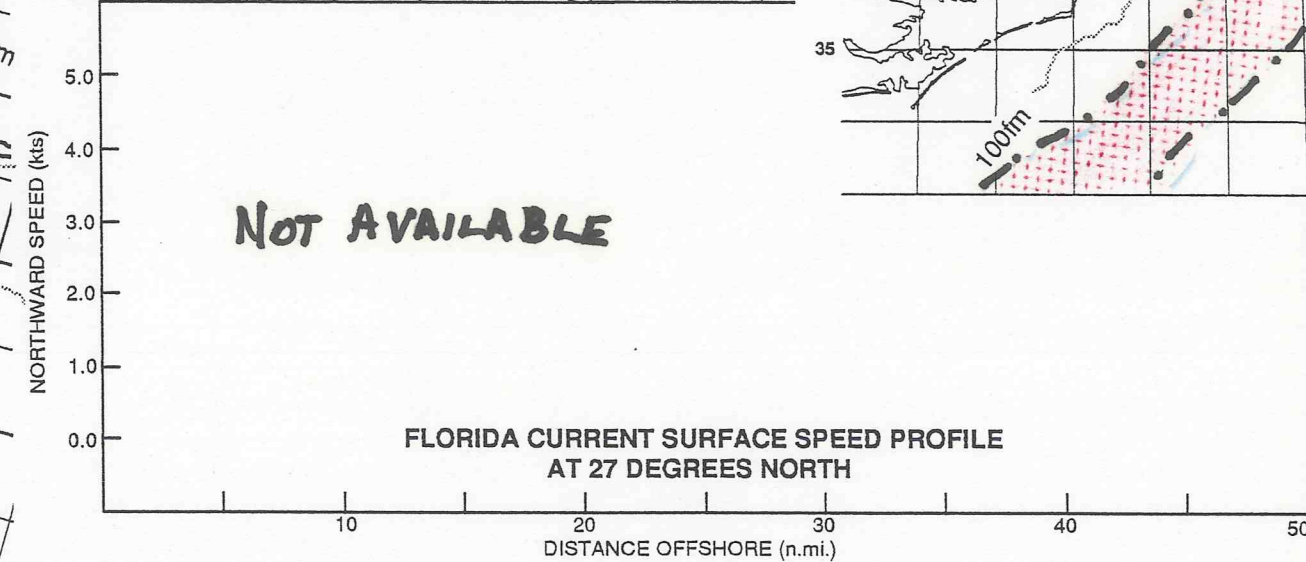 5.0
4.0
3.0
2.0
1.0
0.0
NORTHWARD SPEED (kts)
NOT AVAILABLE
35
100fm
FLORIDA CURRENT SURFACE SPEED PROFILE
AT 27 DEGREES NORTH
10 20 30 40 50
DISTANCE OFFSHORE (n.mi.)